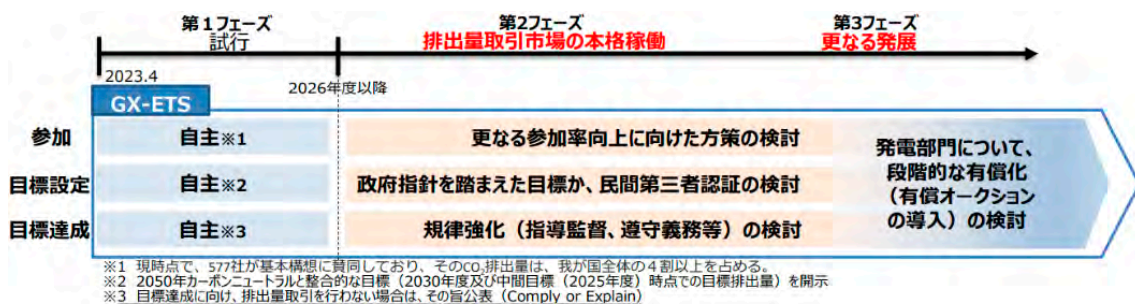 第1フェーズ
試行
第2フェーズ
排出量取引市場の本格稼働
第3フェーズ
更なる発展
2023.4
2026年度以降
GX-ETS
参加
自主※1
更なる参加率向上に向けた方策の検討
目標設定
自主※2
政府指針を踏まえた目標か、民間第三者認証の検討
目標達成
自主※3
規律強化（指導監督、遵守義務等）の検討
発電部門について、
段階的な有償化
（有償オークション
の導入）の検討
※1 現時点で、577社が基本構想に賛同しており、そのCO₂排出量は、我が国全体の４割以上を占める。
※2 2050年カーボンニュートラルと整合的な目標（2030年度及び中間目標（2025年度）時点での目標排出量）を開示
※3 目標達成に向け、排出量取引を行わない場合は、その旨公表（Comply or Explain）